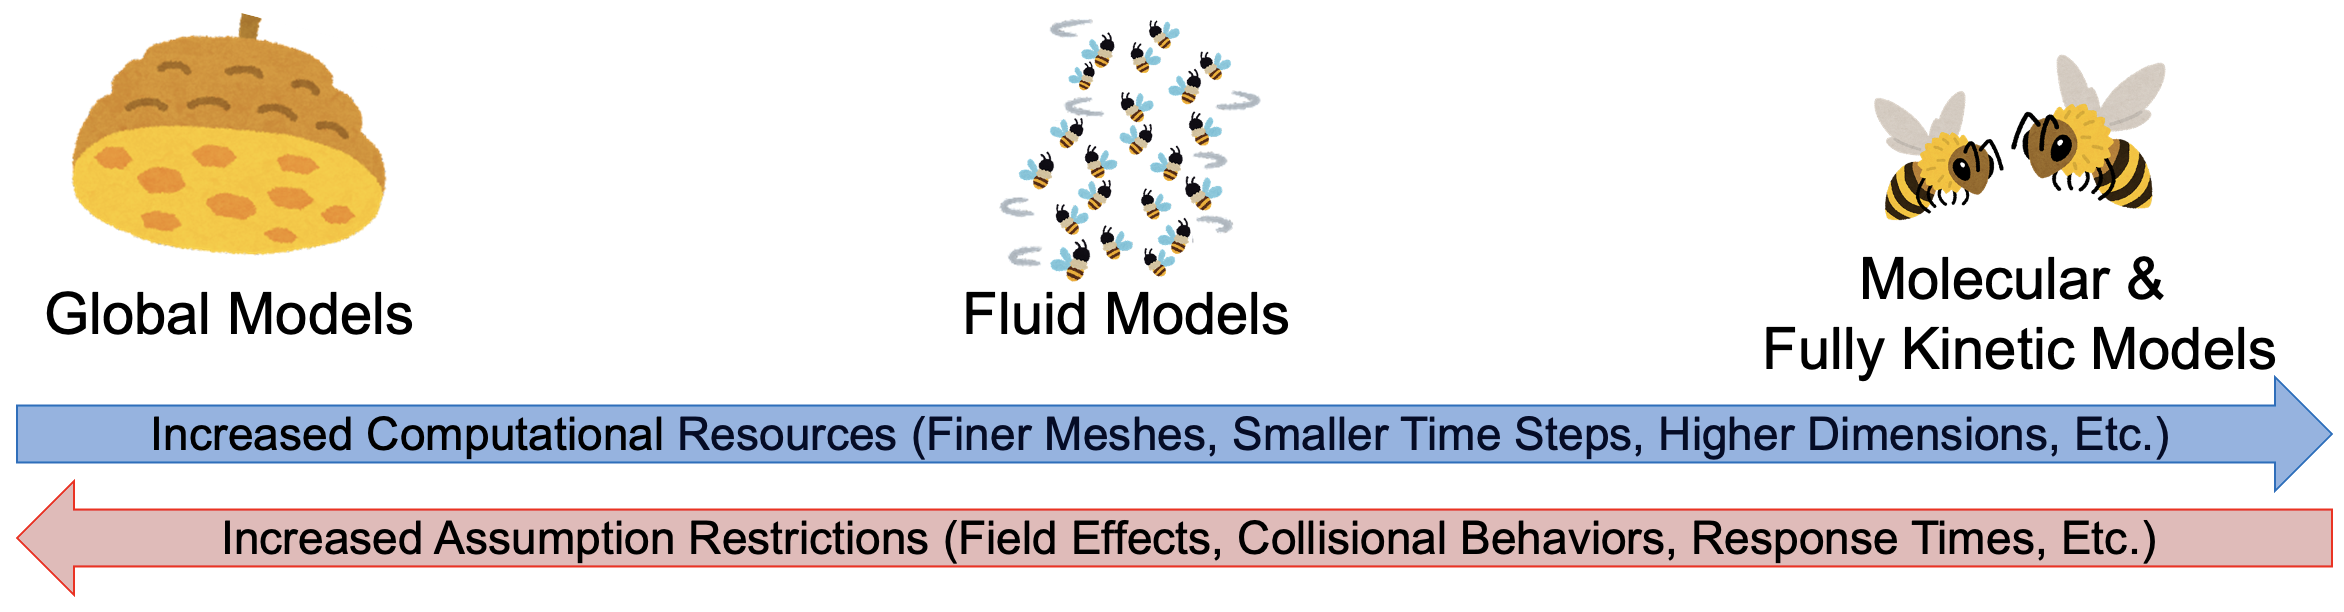 Global Models
Fluid Models
Molecular &
Fully Kinetic Models
Increased Computational Resources (Finer Meshes, Smaller Time Steps, Higher Dimensions, Etc.)
Increased Assumption Restrictions (Field Effects, Collisional Behaviors, Response Times, Etc.)